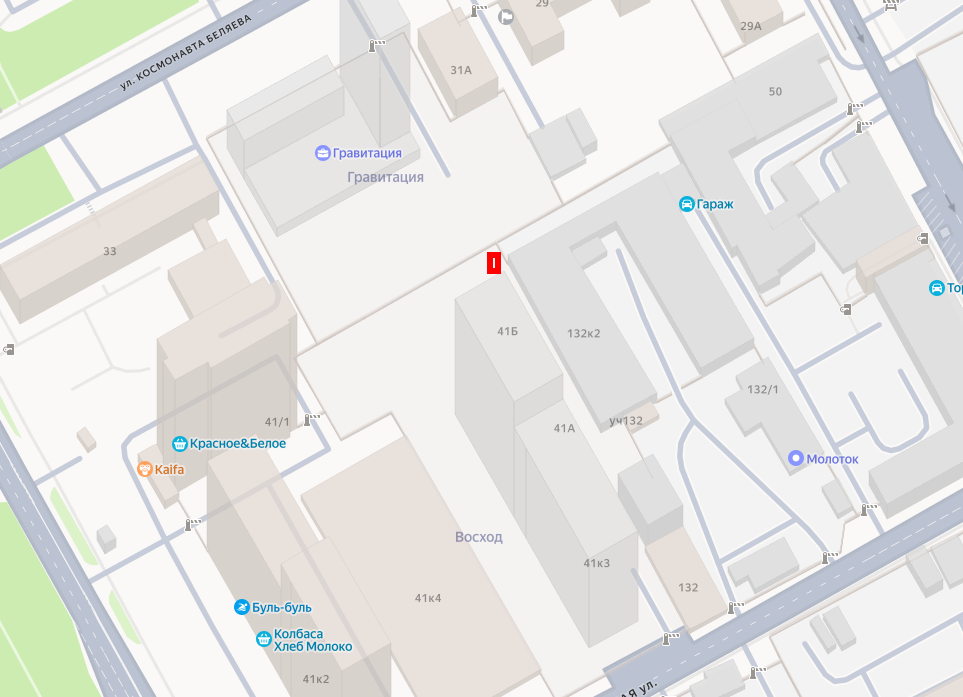 29
29А
ул. КОСМОНАВТА БЕЛЯЕВА
31А
50
Гравитация
Гравитация
Гараж
33
Тор
I
41Б
132к2
132/1
41/1
уч132
41А
Красное&Белое
Молоток
Kaifa
Восход
41к3
132
41к4
Буль-буль
Колбаса
Хлеб Молоко
41к2
АЯ ул.